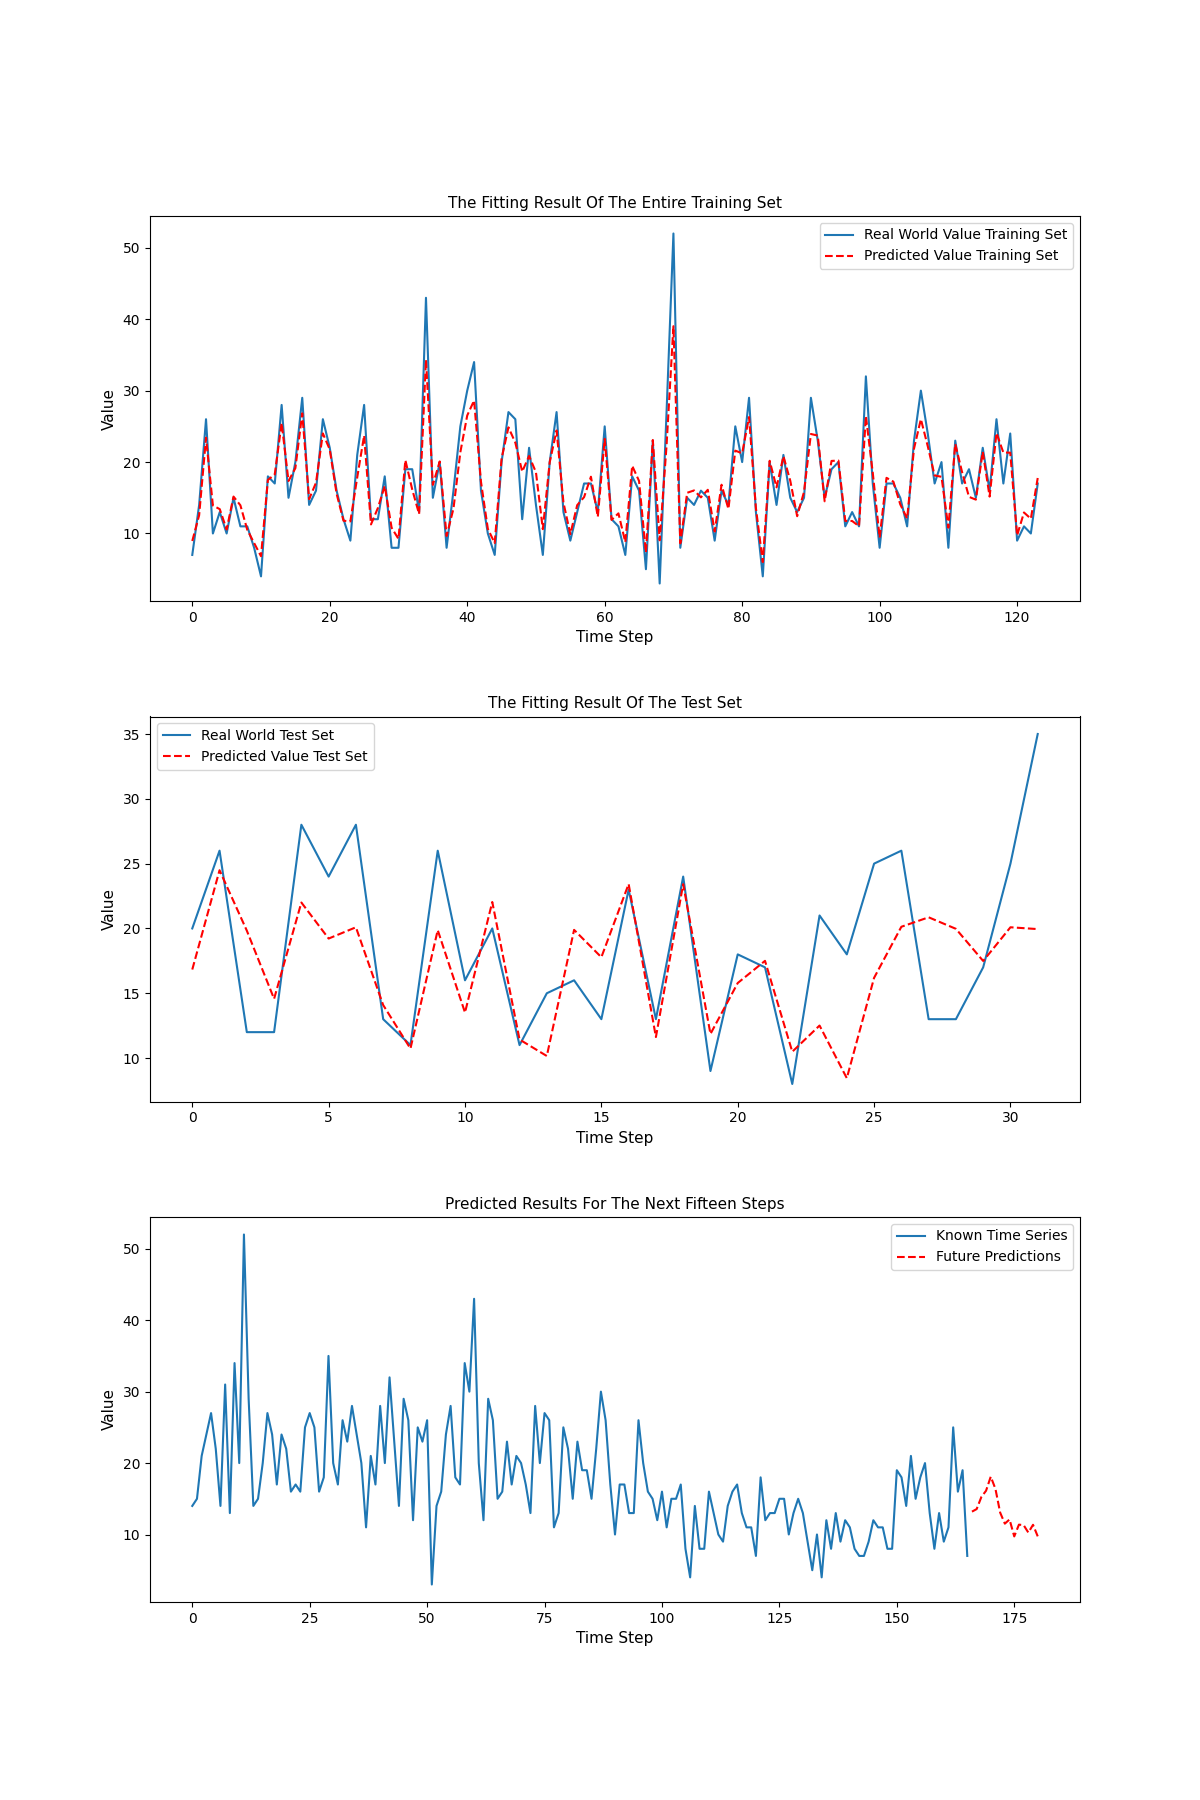 The Fitting Result Of The Entire Training Set
Real World Value Training Set
Predicted Value Training Set
50
40
30
20
10
Value
0 20 40 60 80 100 120
Time Step
The Fitting Result Of The Test Set
Real World Test Set
Predicted Value Test Set
35
30
25
20
15
10
Value
0 5 10 15 20 25 30
Time Step
Predicted Results For The Next Fifteen Steps
Known Time Series
Future Predictions
50
40
30
20
10
Value
0 25 50 75 100 125 150 175
Time Step